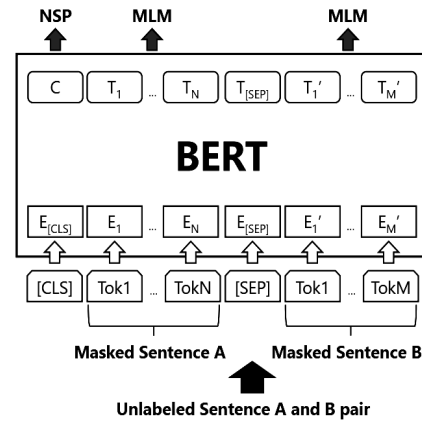 NSP MLM MLM
C T1 ... TN T[SEP] T1′ ... TM′
BERT
E[CLS] E1 ... EN E[SEP] E1′ ... EM′
[CLS] Tok1 ... TokN [SEP] Tok1 ... TokM
Masked Sentence A Masked Sentence B
Unlabeled Sentence A and B pair